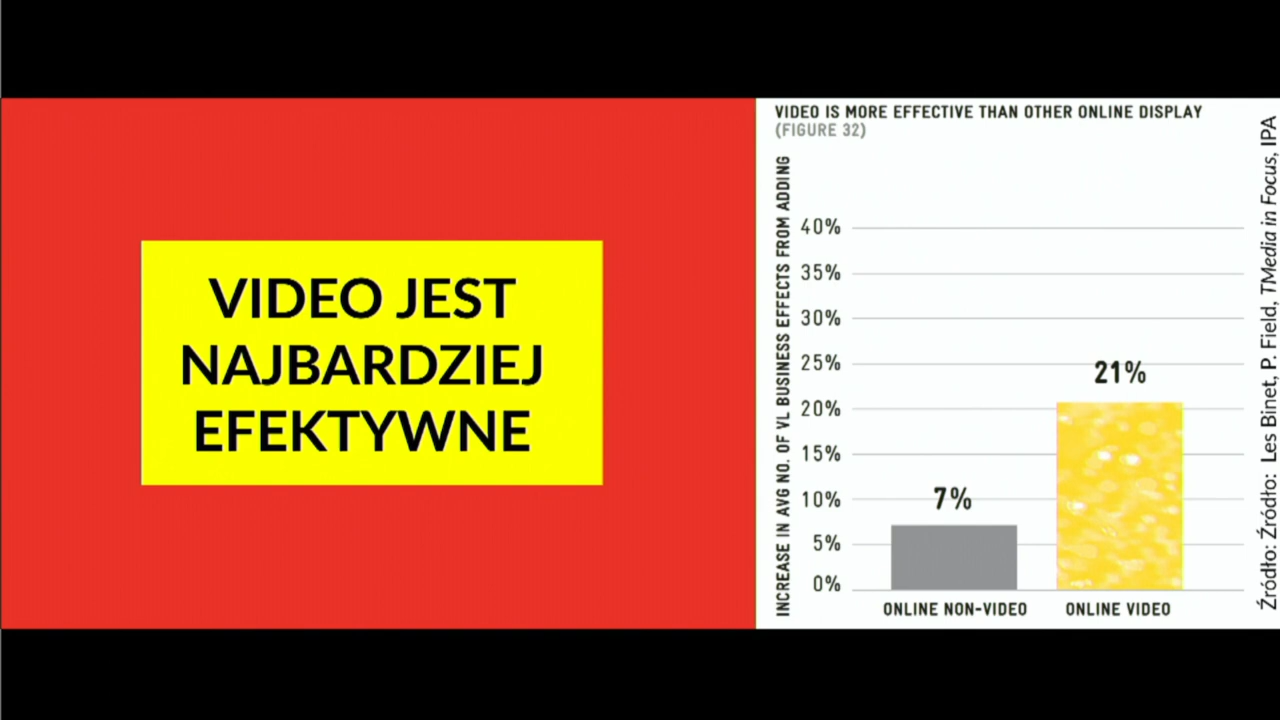 VIDEO JEST
NAJBARDZIEJ
EFEKTYWNE
VIDEO IS MORE EFFECTIVE THAN OTHER ONLINE DISPLAY
(FIGURE 32)
INCREASE IN AVG NO. OF VL BUSINESS EFFECTS FROM ADDING
40%
35%
30%
25%
20%
15%
10%
5%
0%
7%
21%
ONLINE NON-VIDEO
ONLINE VIDEO
Źródło: Źródło: Les Binet, P. Field, TMedia in Focus, IPA